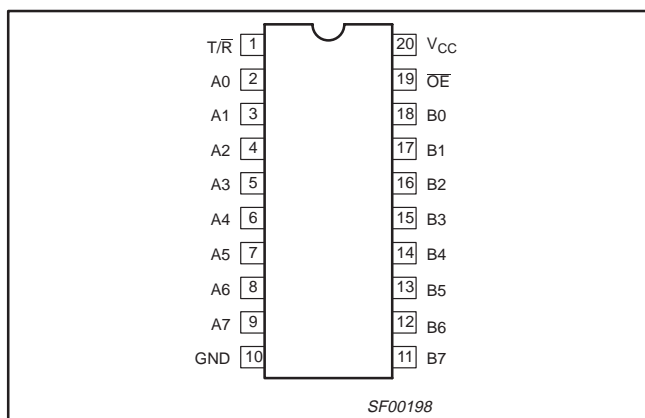 T/R̅ 1 20 VCC
A0 2 19 O̅E̅
A1 3 18 B0
A2 4 17 B1
A3 5 16 B2
A4 6 15 B3
A5 7 14 B4
A6 8 13 B5
A7 9 12 B6
GND 10 11 B7
SF00198